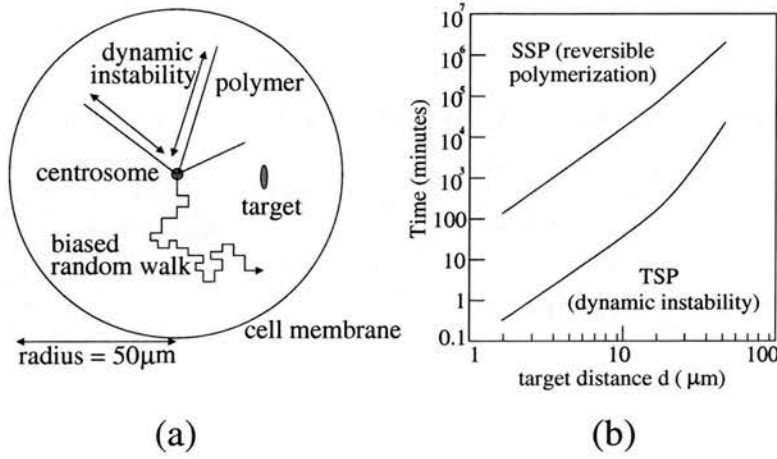 dynamic
instability
polymer
centrosome
target
biased
random walk
cell membrane
radius = 50μm
(a)
10⁷
10⁶
10⁵
10⁴
10³
100
10
1
0.1
Time (minutes)
SSP (reversible
polymerization)
TSP
(dynamic instability)
1 10 100
target distance d ( μm)
(b)